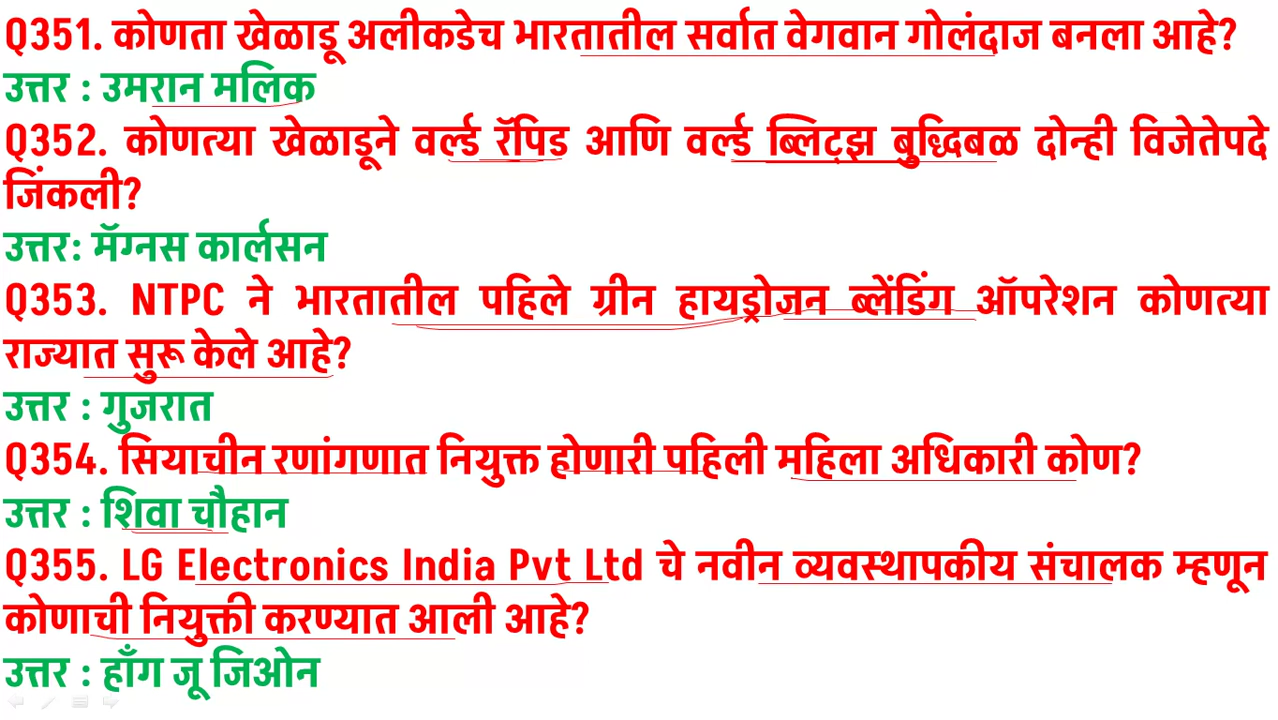 Q351. कोणता खेळाडू अलीकडेच भारतातील सर्वात वेगवान गोलंदाज बनला आहे?
उत्तर : उमरान मलिक
Q352. कोणत्या खेळाडूने वर्ल्ड रॅपिड आणि वर्ल्ड ब्लिट्झ बुद्धिबळ दोन्ही विजेतेपदे
जिंकली?
उत्तर: मॅग्नस कार्लसन
Q353. NTPC ने भारतातील पहिले ग्रीन हायड्रोजन ब्लेंडिंग ऑपरेशन कोणत्या
राज्यात सुरू केले आहे?
उत्तर : गुजरात
Q354. सियाचीन रणांगणात नियुक्त होणारी पहिली महिला अधिकारी कोण?
उत्तर : शिवा चौहान
Q355. LG Electronics India Pvt Ltd चे नवीन व्यवस्थापकीय संचालक म्हणून
कोणाची नियुक्ती करण्यात आली आहे?
उत्तर : हाँग जू जिओन